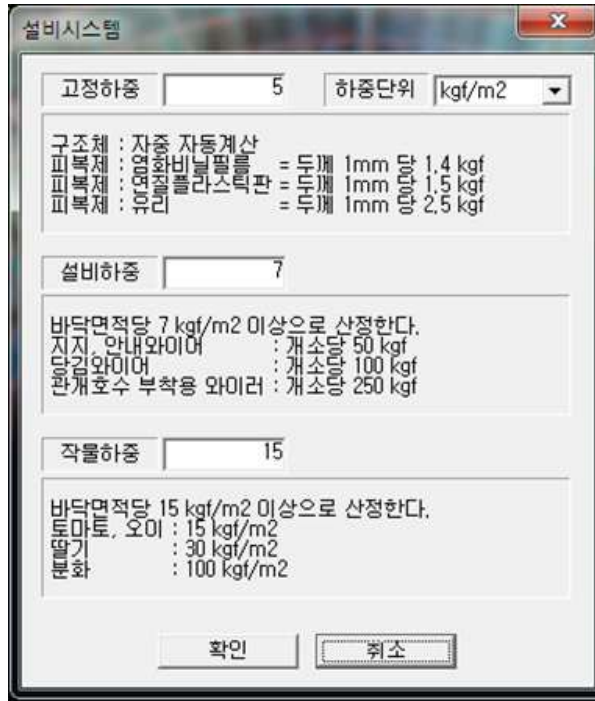 설비시스템
고정하중 5 하중단위 kgf/m2
구조체 : 자중 자동계산
피복제 : 염화비닐필름 = 두께 1mm 당 1.4 kgf
피복제 : 연질플라스틱판 = 두께 1mm 당 1.5 kgf
피복제 : 유리 = 두께 1mm 당 2.5 kgf
설비하중 7
바닥면적당 7 kgf/m2 이상으로 산정한다.
지지, 안내와이어 : 개소당 50 kgf
당김와이어 : 개소당 100 kgf
관개호수 부착용 와이러 : 개소당 250 kgf
작물하중 15
바닥면적당 15 kgf/m2 이상으로 산정한다.
토마토, 오이 : 15 kgf/m2
딸기 : 30 kgf/m2
분화 : 100 kgf/m2
확인 취소